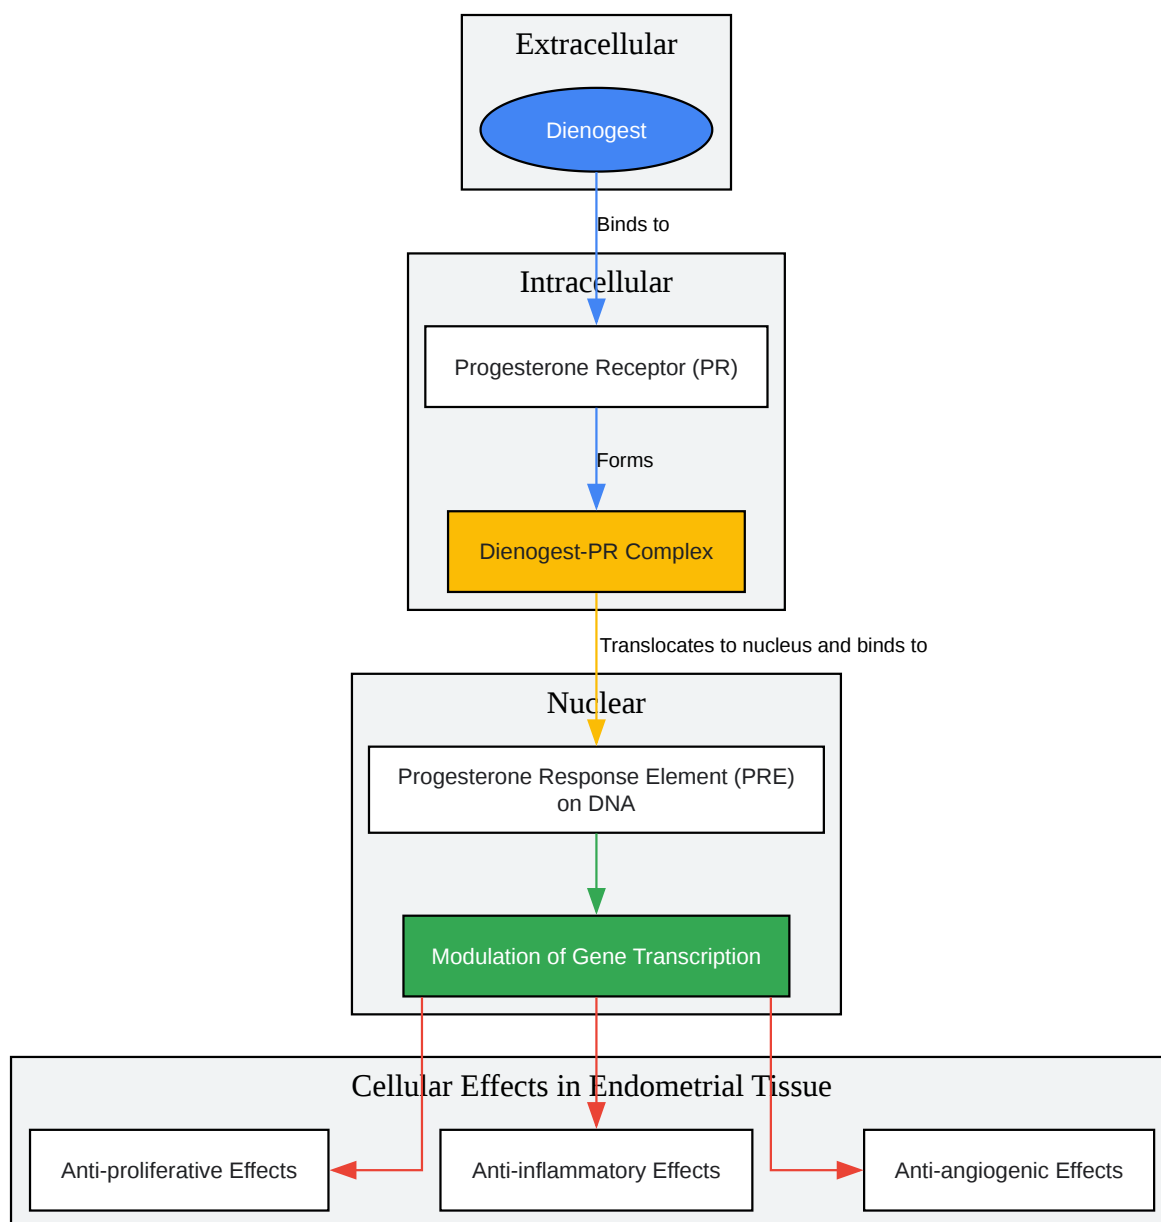 Extracellular
Dienogest
Binds to
Intracellular
Progesterone Receptor (PR)
Forms
Dienogest-PR Complex
Translocates to nucleus and binds to
Nuclear
Progesterone Response Element (PRE)
on DNA
Modulation of Gene Transcription
Cellular Effects in Endometrial Tissue
Anti-proliferative Effects
Anti-inflammatory Effects
Anti-angiogenic Effects